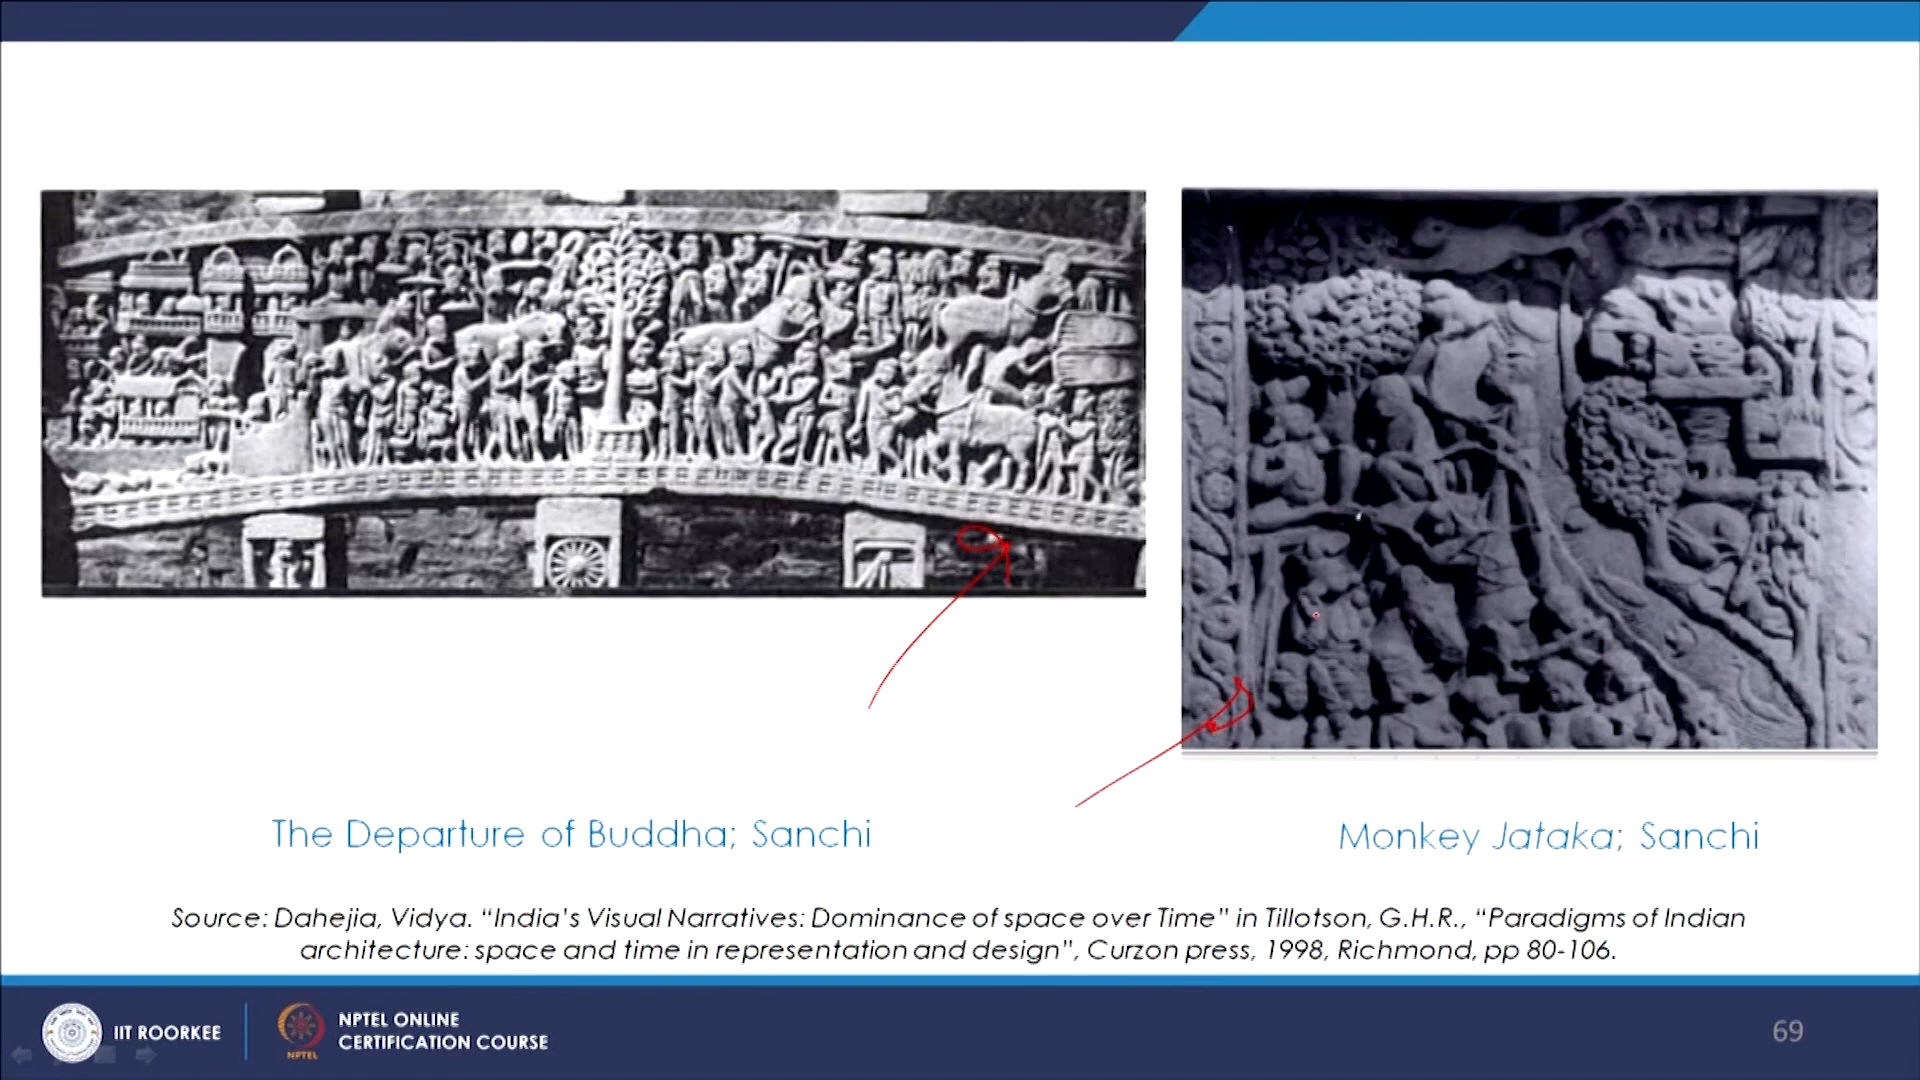 The Departure of Buddha; Sanchi
Monkey Jataka; Sanchi
Source: Dahejia, Vidya. “India’s Visual Narratives: Dominance of space over Time” in Tillotson, G.H.R., “Paradigms of Indian
architecture: space and time in representation and design”, Curzon press, 1998, Richmond, pp 80-106.
IIT ROORKEE
NPTEL
NPTEL ONLINE
CERTIFICATION COURSE
69